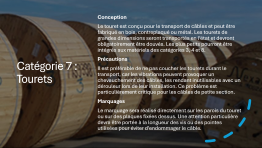 Catégorie 7 :
Tourets
Conception
Le touret est conçu pour le transport de câbles et peut être
fabriqué en bois, contreplaqué ou métal. Les tourets de
grandes dimensions seront transportés en l'état et devront
obligatoirement être douvés. Les plus petits pourront être
intégrés aux matériels des catégories 2, 4 et 5.
Précautions
Il est préférable de ne pas coucher les tourets durant le
transport, car les vibrations peuvent provoquer un
chevauchement des câbles, les rendant inutilisables avec un
dérouleur lors de leur installation. Ce problème est
particulièrement critique pour les câbles de petite section.
Marquages
Le marquage sera réalisé directement sur les parois du touret
ou sur des plaques fixées dessus. Une attention particulière
devra être portée à la longueur des vis ou des pointes
utilisées pour éviter d'endommager le câble.